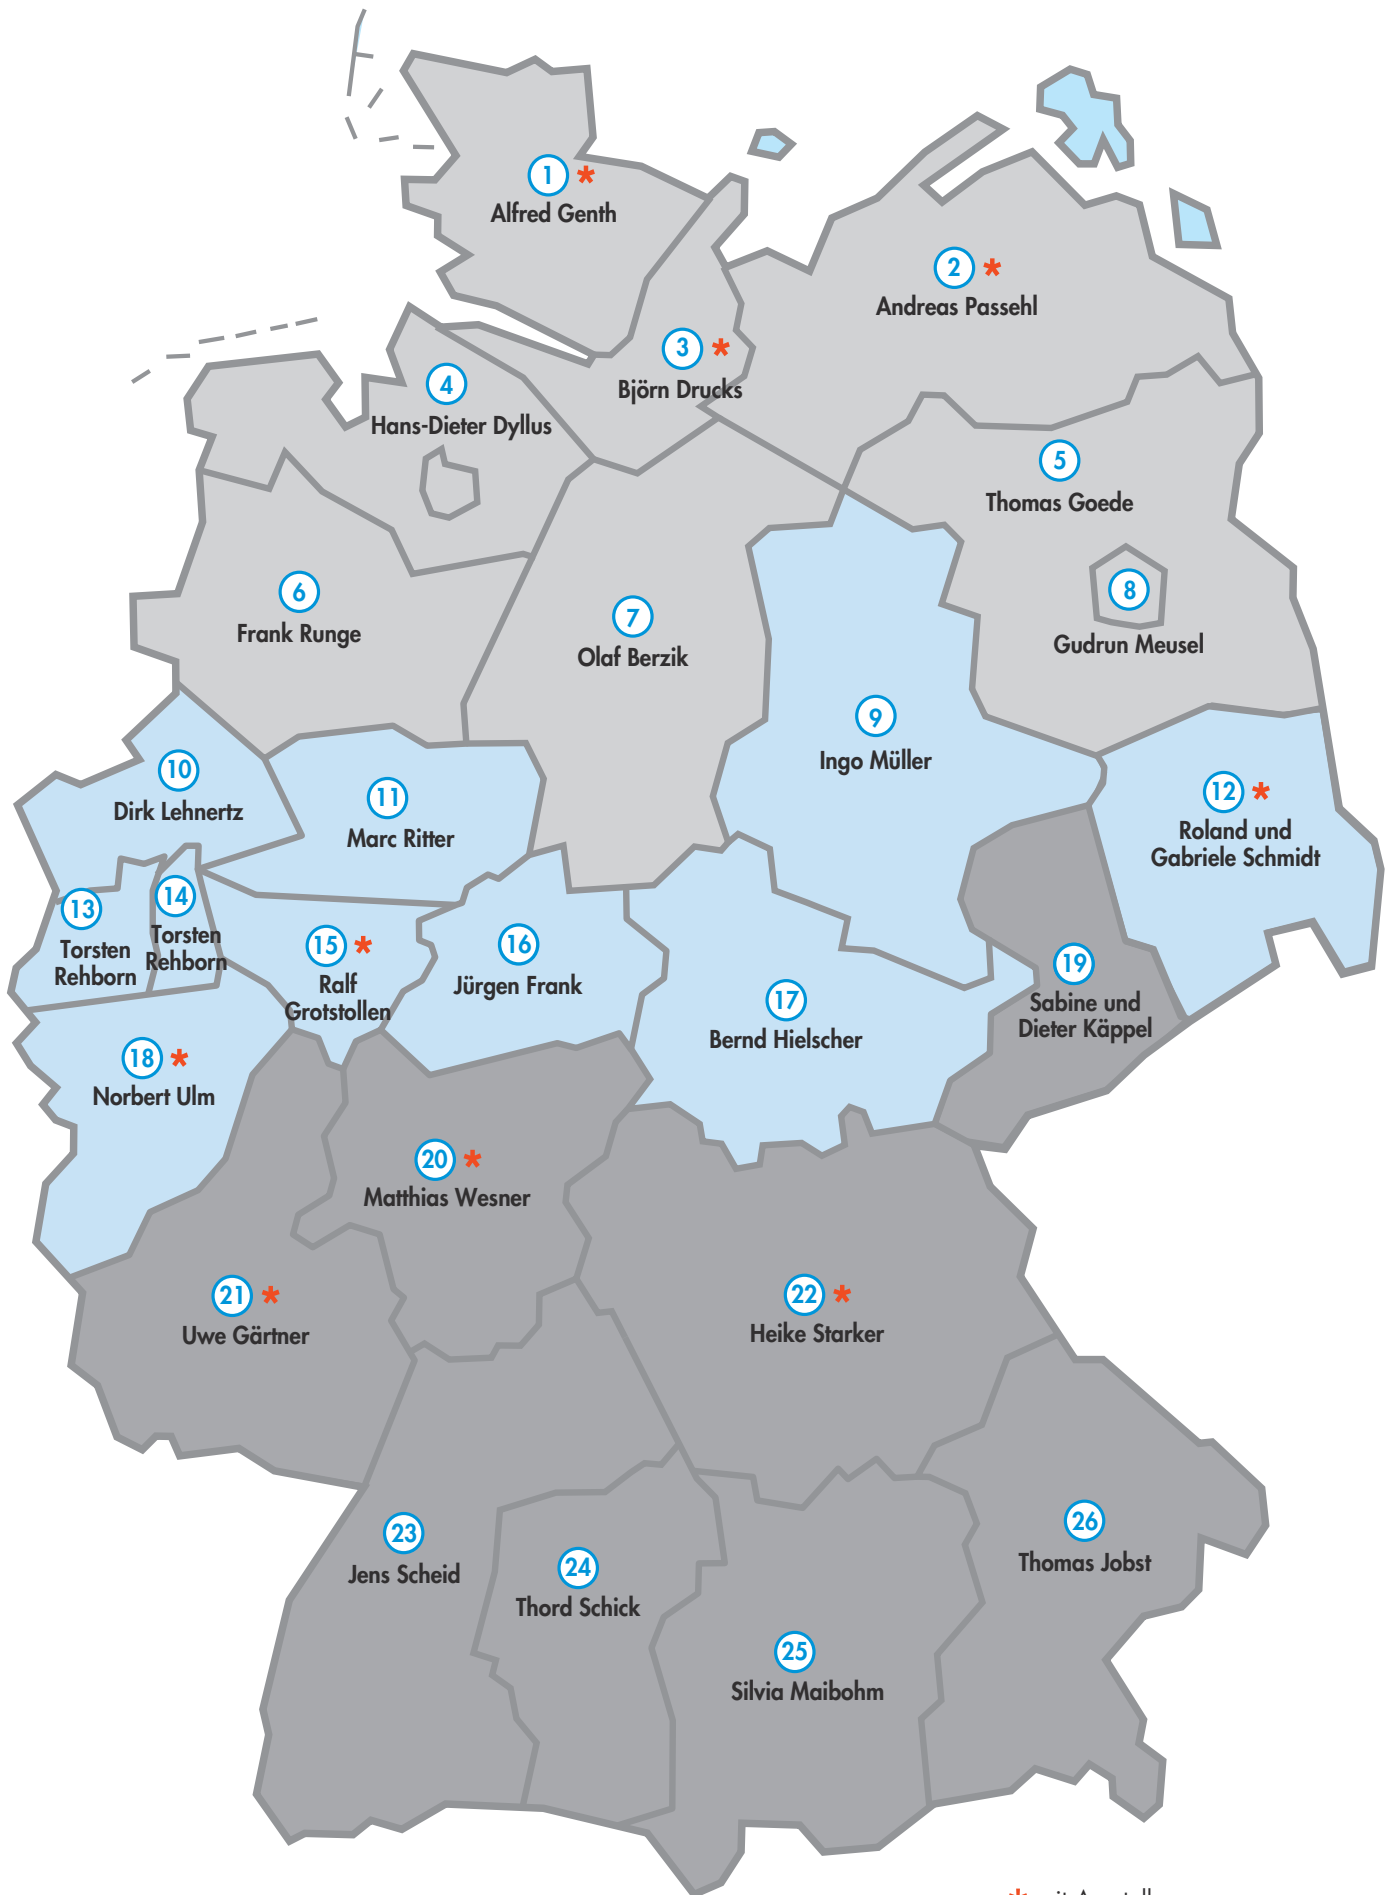 1 *
Alfred Genth
2 *
Andreas Passehl
3 *
Björn Drucks
4
Hans-Dieter Dyllus
5
Thomas Goede
6
Frank Runge
7
Olaf Berzik
8
Gudrun Meusel
9
Ingo Müller
10
Dirk Lehnertz
11
Marc Ritter
12 *
Roland und
Gabriele Schmidt
13
Torsten
Rehborn
14
Torsten
Rehborn
15 *
Ralf
Grotstollen
16
Jürgen Frank
17
Bernd Hielscher
18 *
Norbert Ulm
19
Sabine und
Dieter Käppel
20 *
Matthias Wesner
21 *
Uwe Gärtner
22 *
Heike Starker
23
Jens Scheid
24
Thord Schick
25
Silvia Maibohm
26
Thomas Jobst